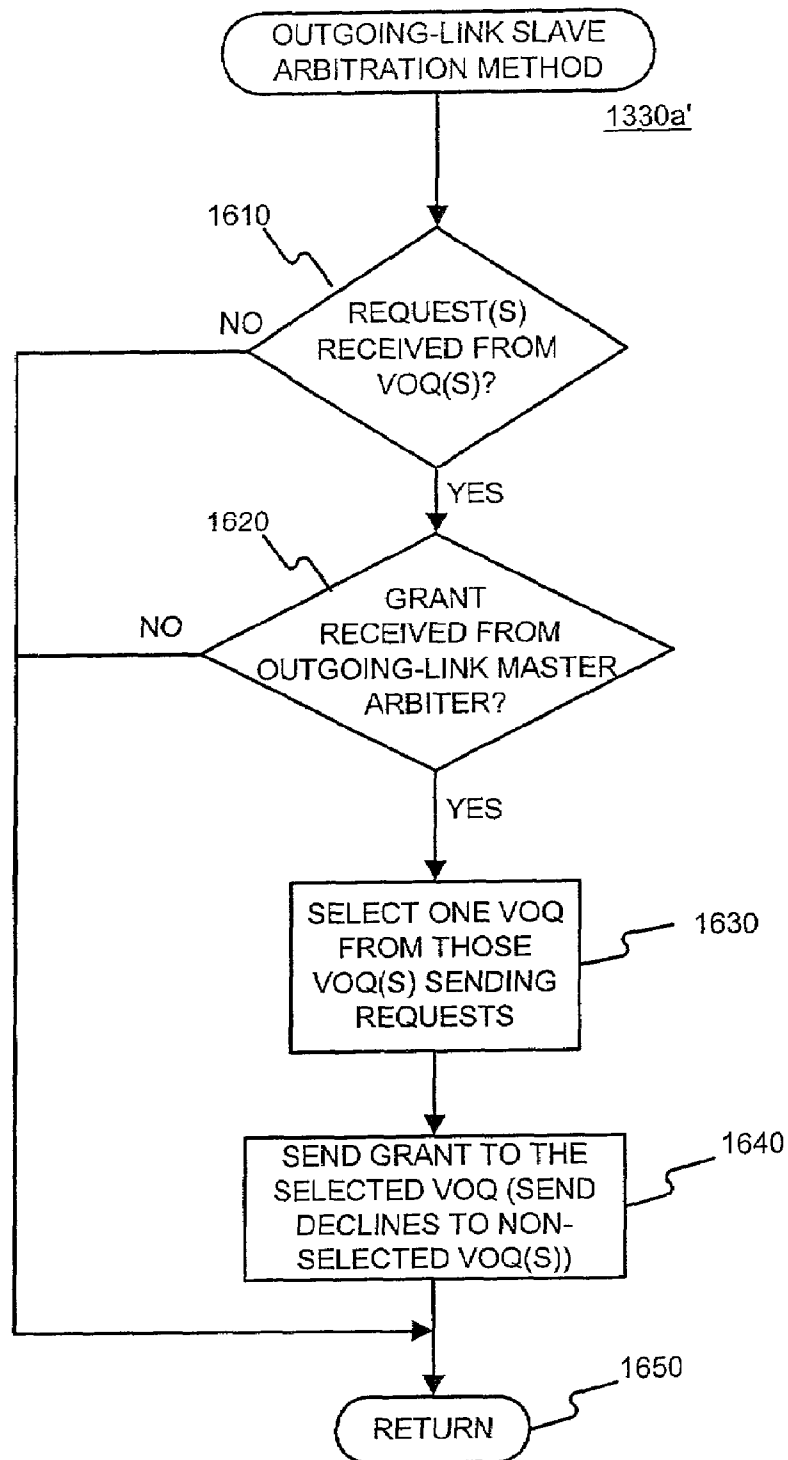 OUTGOING-LINK SLAVE
ARBITRATION METHOD
1330a'
1610
NO
REQUEST(S)
RECEIVED FROM
VOQ(S)?
YES
1620
NO
GRANT
RECEIVED FROM
OUTGOING-LINK MASTER
ARBITER?
YES
SELECT ONE VOQ
FROM THOSE
VOQ(S) SENDING
REQUESTS
1630
SEND GRANT TO THE
SELECTED VOQ (SEND
DECLINES TO NON-
SELECTED VOQ(S))
1640
1650
RETURN